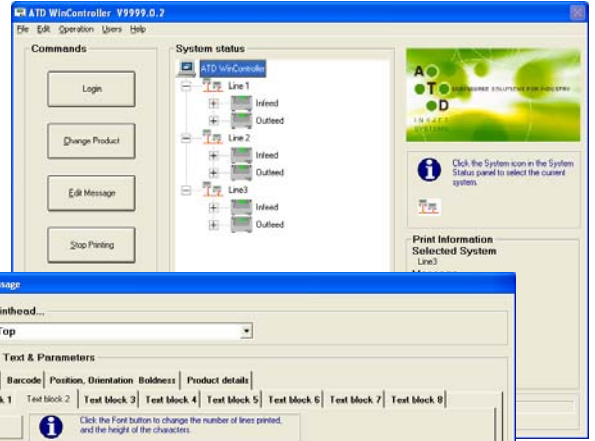 ATD WinController V9999.0.2
File Edit Operation Users Help
Commands
Login
Change Product
Edit Message
Stop Printing
System status
ATD WinController
Line 1
Infeed
Outfeed
Line 2
Infeed
Outfeed
Line3
Infeed
Outfeed
A
T
D
SOLUTIONS FOR INDUSTRY
INKJET
SYSTEMS
Click the System icon in the System
Status panel to select the current
system.
Print Information
Selected System
Line3
Top
Text & Parameters
Barcode Position, Orientation Boldness Product details
Text block 2 Text block 3 Text block 4 Text block 5 Text block 6 Text block 7 Text block 8
Click the Font button to change the number of lines printed,
and the height of the characters.